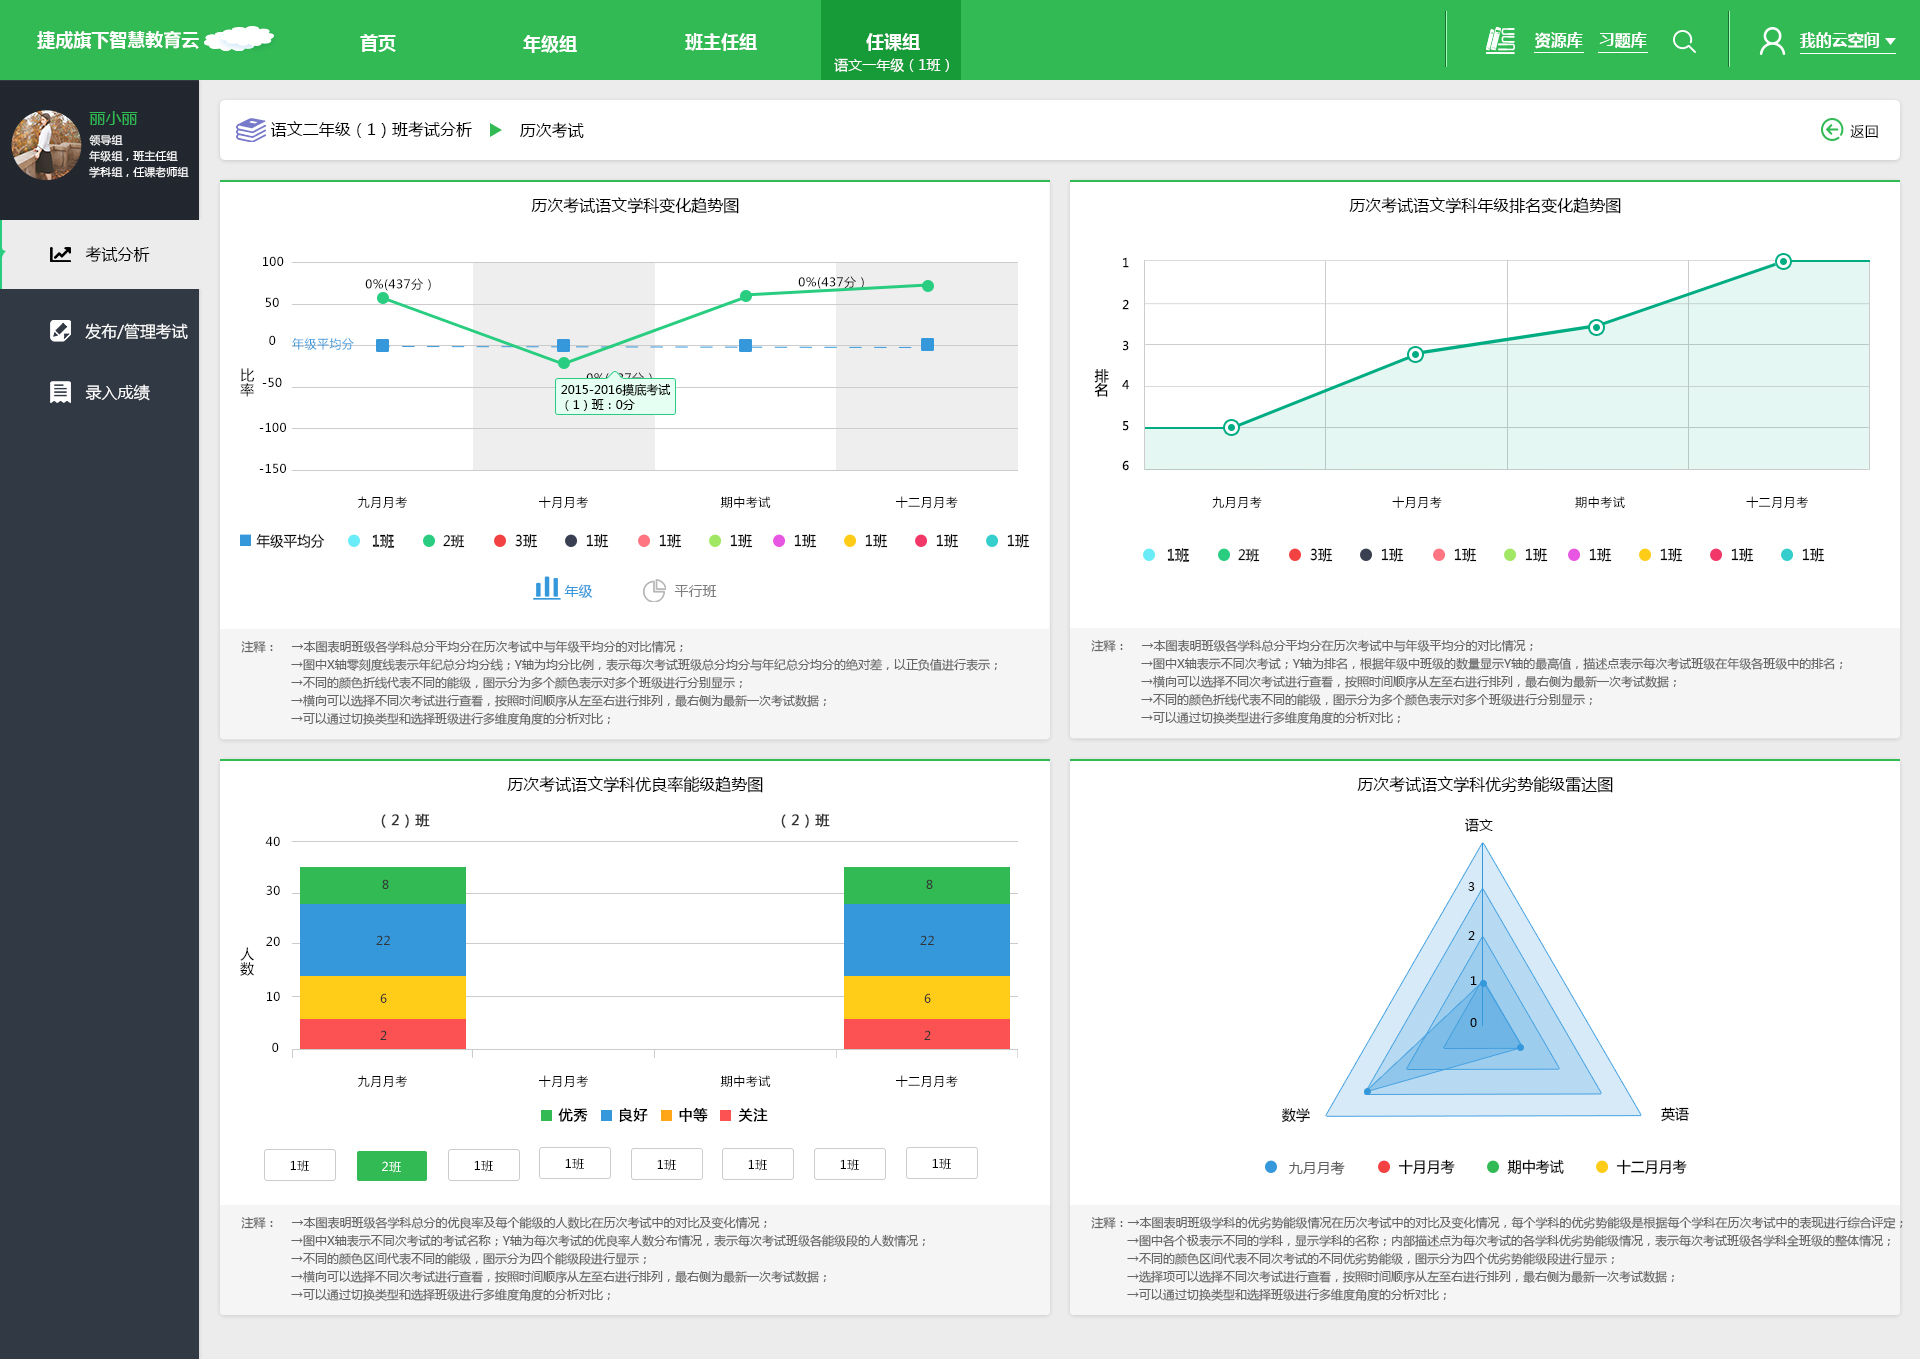 捷成旗下智慧教育云
首页
年级组
班主任组
任课组
语文一年级（1班）
资源库
习题库
我的云空间
丽小丽
领导组
年级组，班主任组
学科组，任课老师组
考试分析
发布/管理考试
录入成绩
语文二年级（1）班考试分析
历次考试
返回
历次考试语文学科变化趋势图
100
50
0
-50
-100
-150
比率
年级平均分
0%(437分）
0%(437分）
2015-2016摸底考试
（1）班：0分
九月月考
十月月考
期中考试
十二月月考
年级平均分 1班 2班 3班 1班 1班 1班 1班 1班 1班 1班
年级
平行班
注释： →本图表明班级各学科总分平均分在历次考试中与年级平均分的对比情况；
→图中X轴零刻度线表示年纪总分均分线；Y轴为均分比例，表示每次考试班级总分均分与年纪总分均分的绝对差，以正负值进行表示；
→不同的颜色折线代表不同的能级，图示分为多个颜色表示对多个班级进行分别显示；
→横向可以选择不同次考试进行查看，按照时间顺序从左至右进行排列，最右侧为最新一次考试数据；
→可以通过切换类型和选择班级进行多维度角度的分析对比；
历次考试语文学科年级排名变化趋势图
1
2
3
4
5
6
排名
九月月考
十月月考
期中考试
十二月月考
1班 2班 3班 1班 1班 1班 1班 1班 1班 1班
注释： →本图表明班级各学科总分平均分在历次考试中与年级平均分的对比情况；
→图中X轴表示不同次考试；Y轴为排名，根据年级中班级的数量显示Y轴的最高值，描述点表示每次考试班级在年级各班级中的排名；
→横向可以选择不同次考试进行查看，按照时间顺序从左至右进行排列，最右侧为最新一次考试数据；
→不同的颜色折线代表不同的能级，图示分为多个颜色表示对多个班级进行分别显示；
→可以通过切换类型进行多维度角度的分析对比；
历次考试语文学科优良率能级趋势图
（2）班
（2）班
40
30
20
10
0
人数
8
22
6
2
8
22
6
2
九月月考
十月月考
期中考试
十二月月考
优秀 良好 中等 关注
1班 2班 1班 1班 1班 1班 1班 1班
注释： →本图表明班级各学科总分的优良率及每个能级的人数比在历次考试中的对比及变化情况；
→图中X轴表示不同次考试的考试名称；Y轴为每次考试的优良率人数分布情况，表示每次考试班级各能级段的人数情况；
→不同的颜色区间代表不同的能级，图示分为四个能级段进行显示；
→横向可以选择不同次考试进行查看，按照时间顺序从左至右进行排列，最右侧为最新一次考试数据；
→可以通过切换类型和选择班级进行多维度角度的分析对比；
历次考试语文学科优劣势能级雷达图
语文
3
2
1
0
数学
英语
九月月考 十月月考 期中考试 十二月月考
注释：→本图表明班级学科的优劣势能级情况在历次考试中的对比及变化情况，每个学科的优劣势能级是根据每个学科在历次考试中的表现进行综合评定；
→图中各个极表示不同的学科，显示学科的名称；内部描述点为每次考试的各学科优劣势能级情况，表示每次考试班级各学科全班级的整体情况；
→不同的颜色区间代表不同次考试的不同优劣势能级，图示分为四个优劣势能级段进行显示；
→选择项可以选择不同次考试进行查看，按照时间顺序从左至右进行排列，最右侧为最新一次考试数据；
→可以通过切换类型和选择班级进行多维度角度的分析对比；